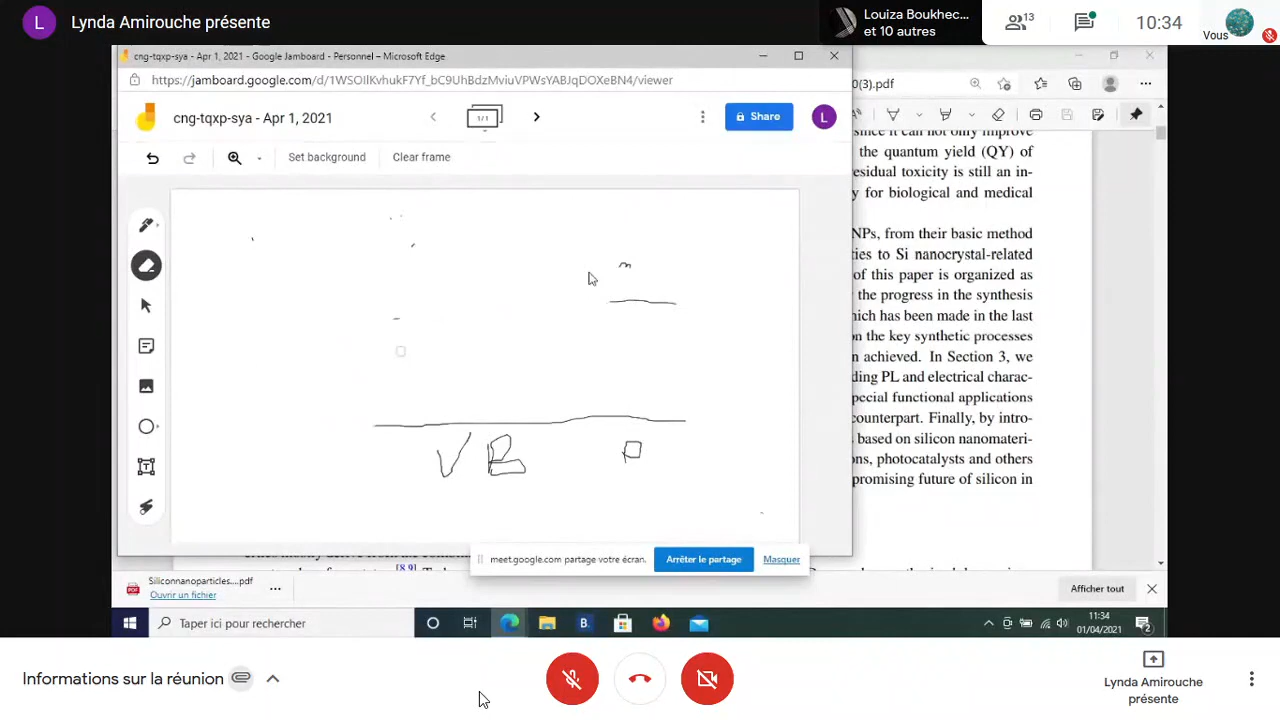 L Lynda Amirouche présente
Louiza Boukhec...
et 10 autres
13
10:34
Vous
cng-tqxp-sya - Apr 1, 2021 - Google Jamboard - Personnel – Microsoft Edge
https://jamboard.google.com/d/1WSOIlKvhukF7Yf_bC9UhBdzMviuVPWsYABJqDOXeBN4/viewer
0(3).pdf
cng-tqxp-sya - Apr 1, 2021
1/1
Share
L
Set background
Clear frame
since it can not only improve
the quantum yield (QY) of
esidual toxicity is still an in-
y for biological and medical
NPs, from their basic method
ties to Si nanocrystal-related
of this paper is organized as
the progress in the synthesis
hich has been made in the last
on the key synthetic processes
n achieved. In Section 3, we
ding PL and electrical charac-
special functional applications
counterpart. Finally, by intro-
s based on silicon nanomateri-
ons, photocatalysts and others
promising future of silicon in
V B
meet.google.com partage votre écran.
Arrêter le partage
Masquer
[8,9]
Siliconnanoparticles....pdf
Ouvrir un fichier
Afficher tout
Taper ici pour rechercher
11:34
01/04/2021
2
Informations sur la réunion
Lynda Amirouche
présente